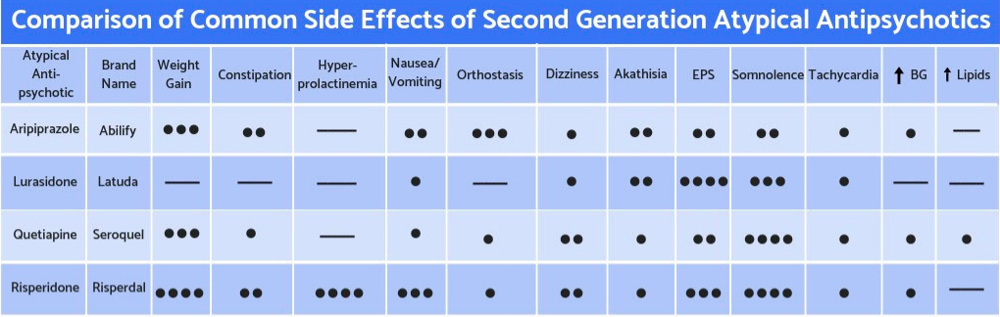 Comparison of Common Side Effects of Second Generation Atypical Antipsychotics
Atypical
Anti-
psychotic
Brand
Name
Weight
Gain
Constipation
Hyper-
prolactinemia
Nausea/
Vomiting
Orthostasis
Dizziness
Akathisia
EPS
Somnolence
Tachycardia
↑ BG
↑ Lipids
Aripiprazole
Abilify
Lurasidone
Latuda
Quetiapine
Seroquel
Risperidone
Risperdal